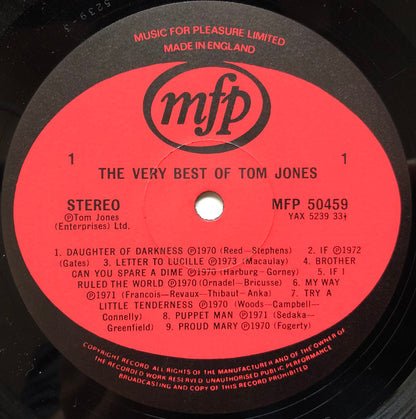 5239 3
MUSIC FOR PLEASURE LIMITED
MADE IN ENGLAND
mfp
1 1
THE VERY BEST OF TOM JONES
STEREO MFP 50459
℗Tom Jones YAX 5239 33⅓
(Enterprises) Ltd.
1. DAUGHTER OF DARKNESS ℗1970 (Reed—Stephens) 2. IF ℗1972
(Gates) 3. LETTER TO LUCILLE ℗1973 (Macaulay) 4. BROTHER
CAN YOU SPARE A DIME ℗1970 (Harburg-Gorney) 5. IF I
RULED THE WORLD ℗1970 (Ornadel—Bricusse) 6. MY WAY
℗1971 (Francois—Revaux—Thibault—Anka) 7. TRY A
LITTLE TENDERNESS ℗1970 (Woods—Campbell—
Connelly) 8. PUPPET MAN ℗1971 (Sedaka—
Greenfield) 9. PROUD MARY ℗1970 (Fogerty)
COPYRIGHT RECORD ALL RIGHTS OF THE MANUFACTURER AND OF THE OWNER OF
THE RECORDED WORK RESERVED UNAUTHORISED PUBLIC PERFORMANCE
BROADCASTING AND COPY OF THIS RECORD PROHIBITED